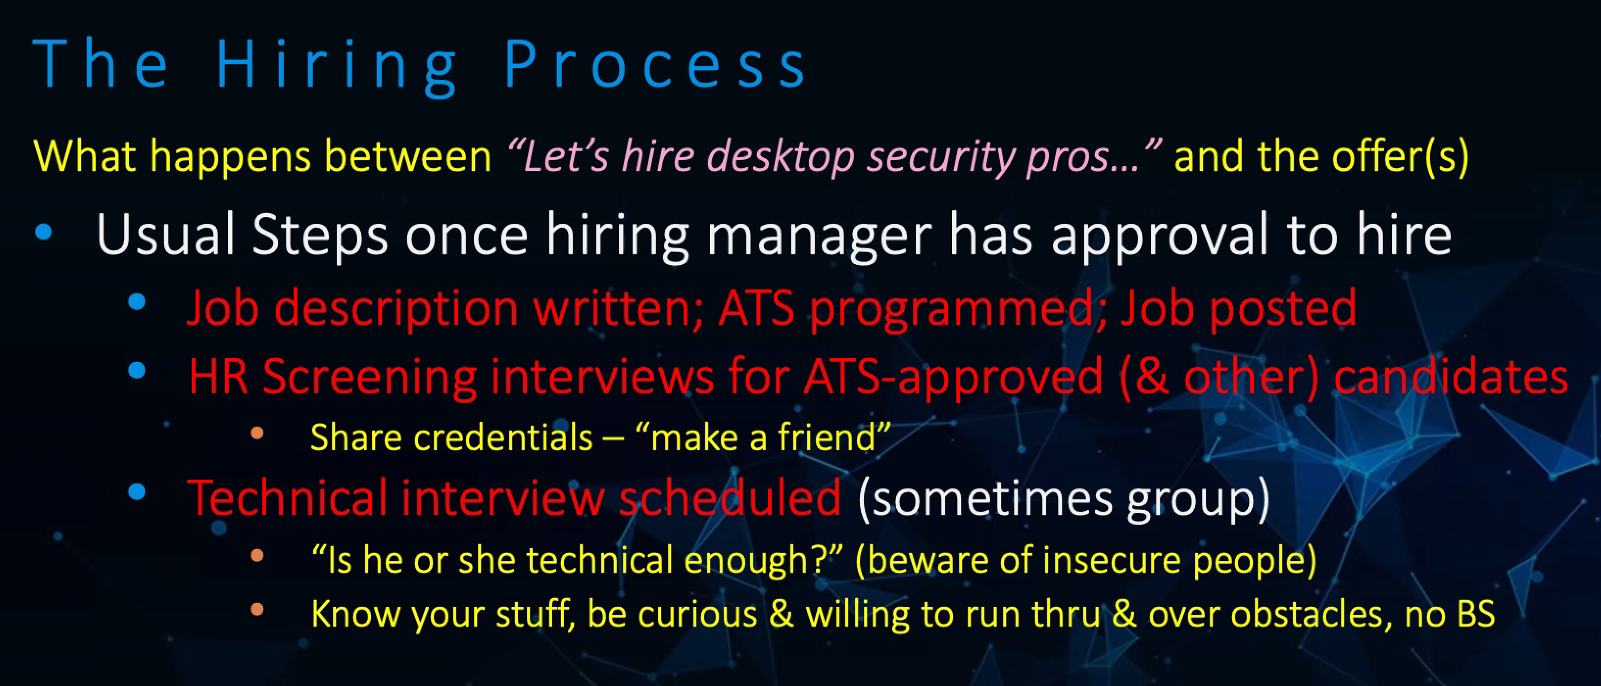 The Hiring Process
What happens between “Let’s hire desktop security pros...” and the offer(s)
• Usual Steps once hiring manager has approval to hire
• Job description written; ATS programmed; Job posted
• HR Screening interviews for ATS-approved (& other) candidates
• Share credentials – “make a friend”
• Technical interview scheduled (sometimes group)
• “Is he or she technical enough?” (beware of insecure people)
• Know your stuff, be curious & willing to run thru & over obstacles, no BS